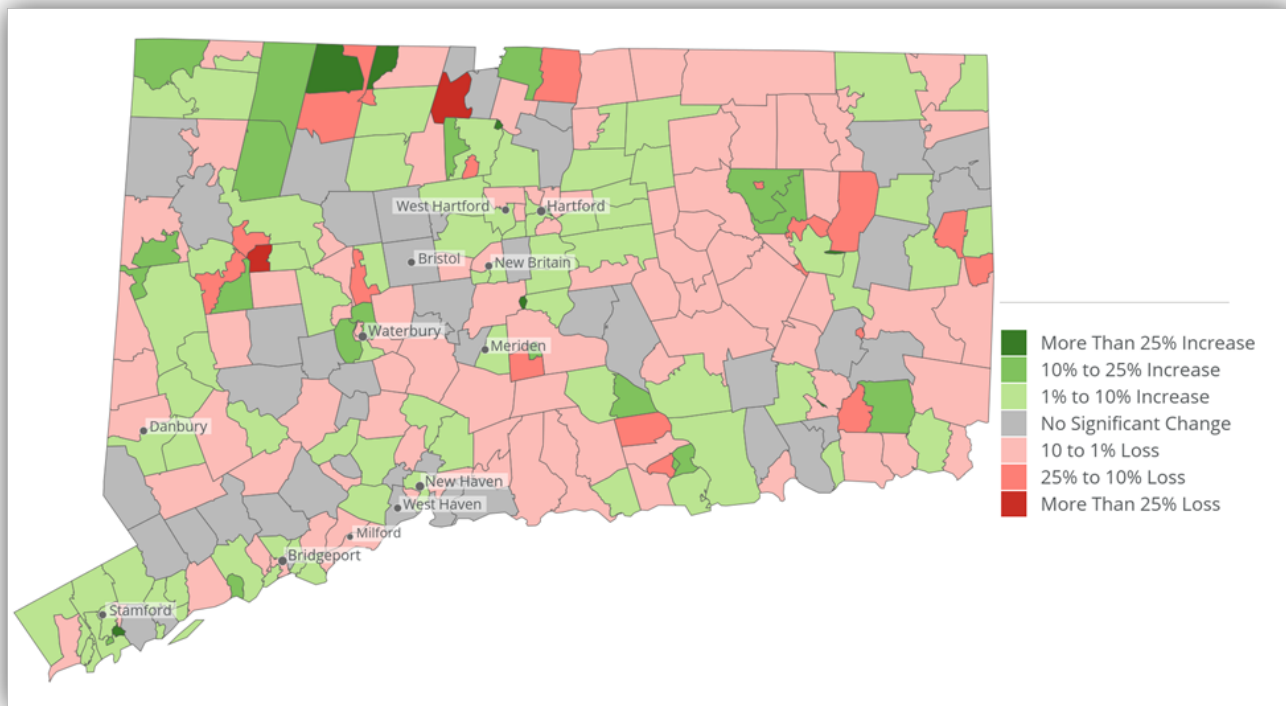 West Hartford
Hartford
Bristol
New Britain
Waterbury
Meriden
Danbury
New Haven
West Haven
Milford
Bridgeport
Stamford
More Than 25% Increase
10% to 25% Increase
1% to 10% Increase
No Significant Change
10 to 1% Loss
25% to 10% Loss
More Than 25% Loss